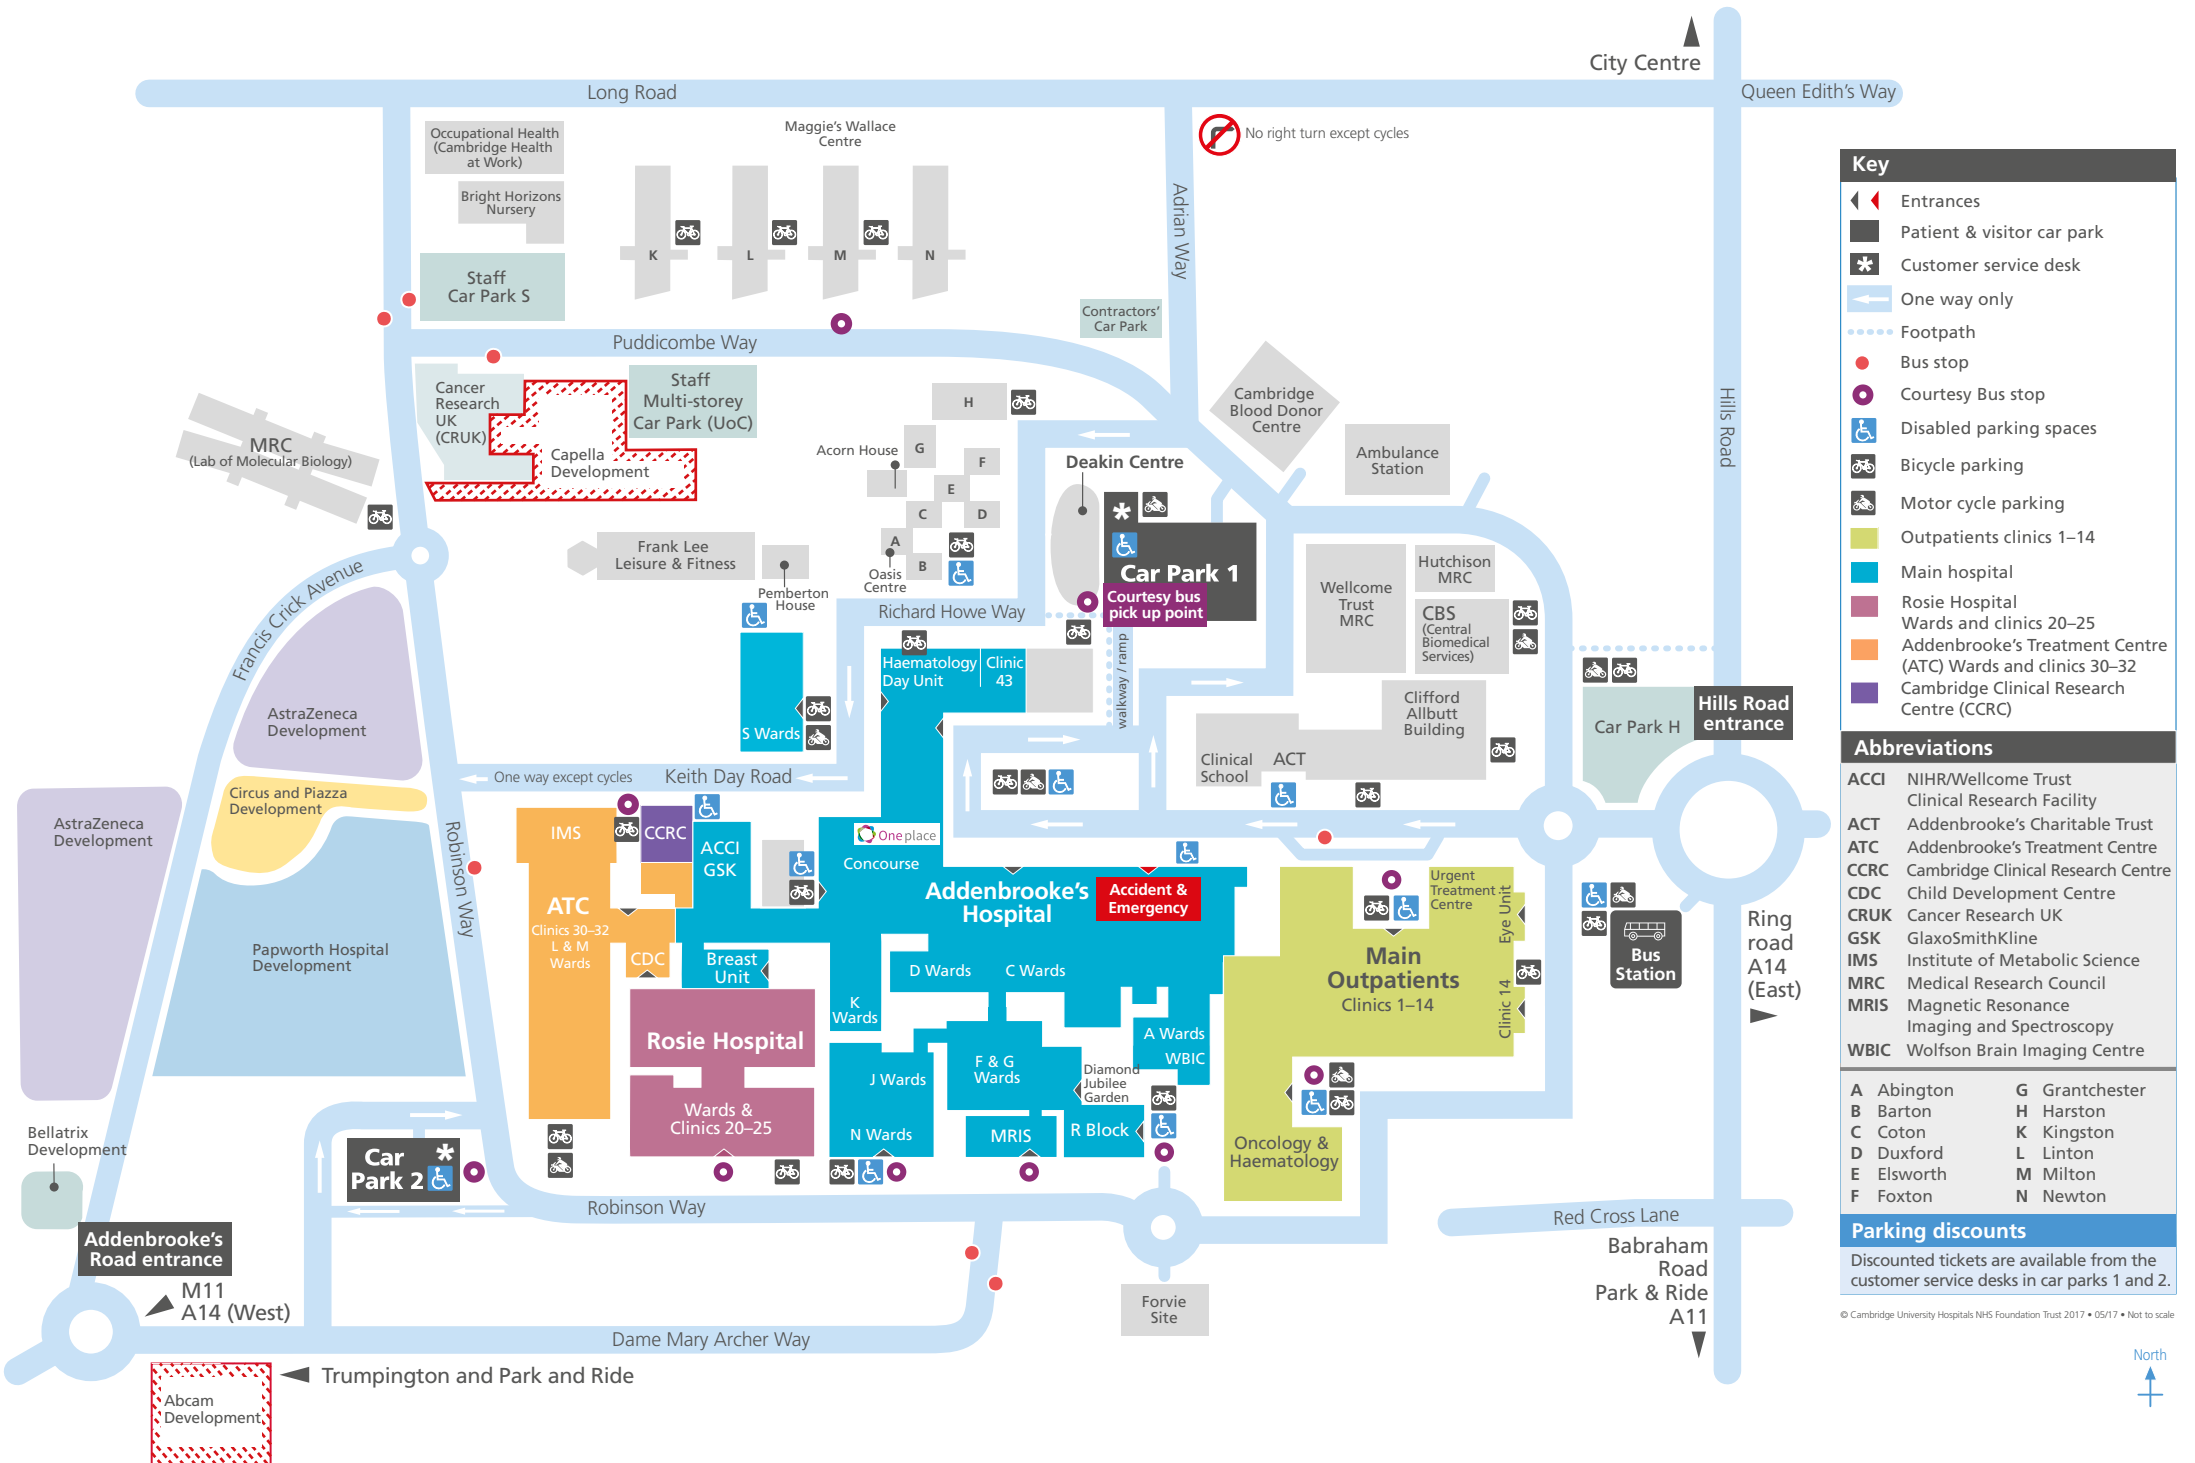 City Centre
Long Road
Queen Edith's Way
No right turn except cycles
Occupational Health
(Cambridge Health
at Work)
Bright Horizons
Nursery
Staff
Car Park S
Maggie's Wallace
Centre
K
L
M
N
Adrian Way
Contractors'
Car Park
Puddicombe Way
Cancer
Research
UK
(CRUK)
Capella
Development
Staff
Multi-storey
Car Park (UoC)
MRC
(Lab of Molecular Biology)
Frank Lee
Leisure & Fitness
Pemberton
House
Acorn House
H
G
F
E
C
D
A
B
Oasis
Centre
Deakin Centre
*
Car Park 1
Courtesy bus
pick up point
Cambridge
Blood Donor
Centre
Ambulance
Station
Hills Road
Wellcome
Trust
MRC
Hutchison
MRC
CBS
(Central
Biomedical
Services)
Clifford
Allbutt
Building
Clinical
School
ACT
Car Park H
Hills Road
entrance
Richard Howe Way
walkway / ramp
Haematology
Day Unit
Clinic
43
S Wards
One way except cycles
Keith Day Road
Francis Crick Avenue
AstraZeneca
Development
Circus and Piazza
Development
AstraZeneca
Development
Papworth Hospital
Development
Robinson Way
IMS
CCRC
ACCI
GSK
ATC
Clinics 30–32
L & M
Wards
CDC
Breast
Unit
One place
Concourse
Addenbrooke's
Hospital
Accident &
Emergency
D Wards
C Wards
K
Wards
A Wards
WBIC
Rosie Hospital
Wards &
Clinics 20–25
J Wards
N Wards
F & G
Wards
MRIS
Diamond
Jubilee
Garden
R Block
Urgent
Treatment
Centre
Eye Unit
Main
Outpatients
Clinics 1–14
Clinic 14
Oncology &
Haematology
Bus
Station
Ring
road
A14
(East)
Bellatrix
Development
Car
Park 2
*
Addenbrooke's
Road entrance
M11
A14 (West)
Robinson Way
Dame Mary Archer Way
Trumpington and Park and Ride
Abcam
Development
Forvie
Site
Red Cross Lane
Babraham
Road
Park & Ride
A11
Key
Entrances
Patient & visitor car park
* Customer service desk
One way only
Footpath
Bus stop
Courtesy Bus stop
Disabled parking spaces
Bicycle parking
Motor cycle parking
Outpatients clinics 1–14
Main hospital
Rosie Hospital
Wards and clinics 20–25
Addenbrooke's Treatment Centre
(ATC) Wards and clinics 30–32
Cambridge Clinical Research
Centre (CCRC)
Abbreviations
ACCI NIHR/Wellcome Trust
Clinical Research Facility
ACT Addenbrooke's Charitable Trust
ATC Addenbrooke's Treatment Centre
CCRC Cambridge Clinical Research Centre
CDC Child Development Centre
CRUK Cancer Research UK
GSK GlaxoSmithKline
IMS Institute of Metabolic Science
MRC Medical Research Council
MRIS Magnetic Resonance
Imaging and Spectroscopy
WBIC Wolfson Brain Imaging Centre
A Abington G Grantchester
B Barton H Harston
C Coton K Kingston
D Duxford L Linton
E Elsworth M Milton
F Foxton N Newton
Parking discounts
Discounted tickets are available from the
customer service desks in car parks 1 and 2.
© Cambridge University Hospitals NHS Foundation Trust 2017 • 05/17 • Not to scale
North